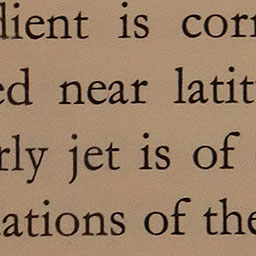 dient is corr
ed near latit
rly jet is of
ations of the